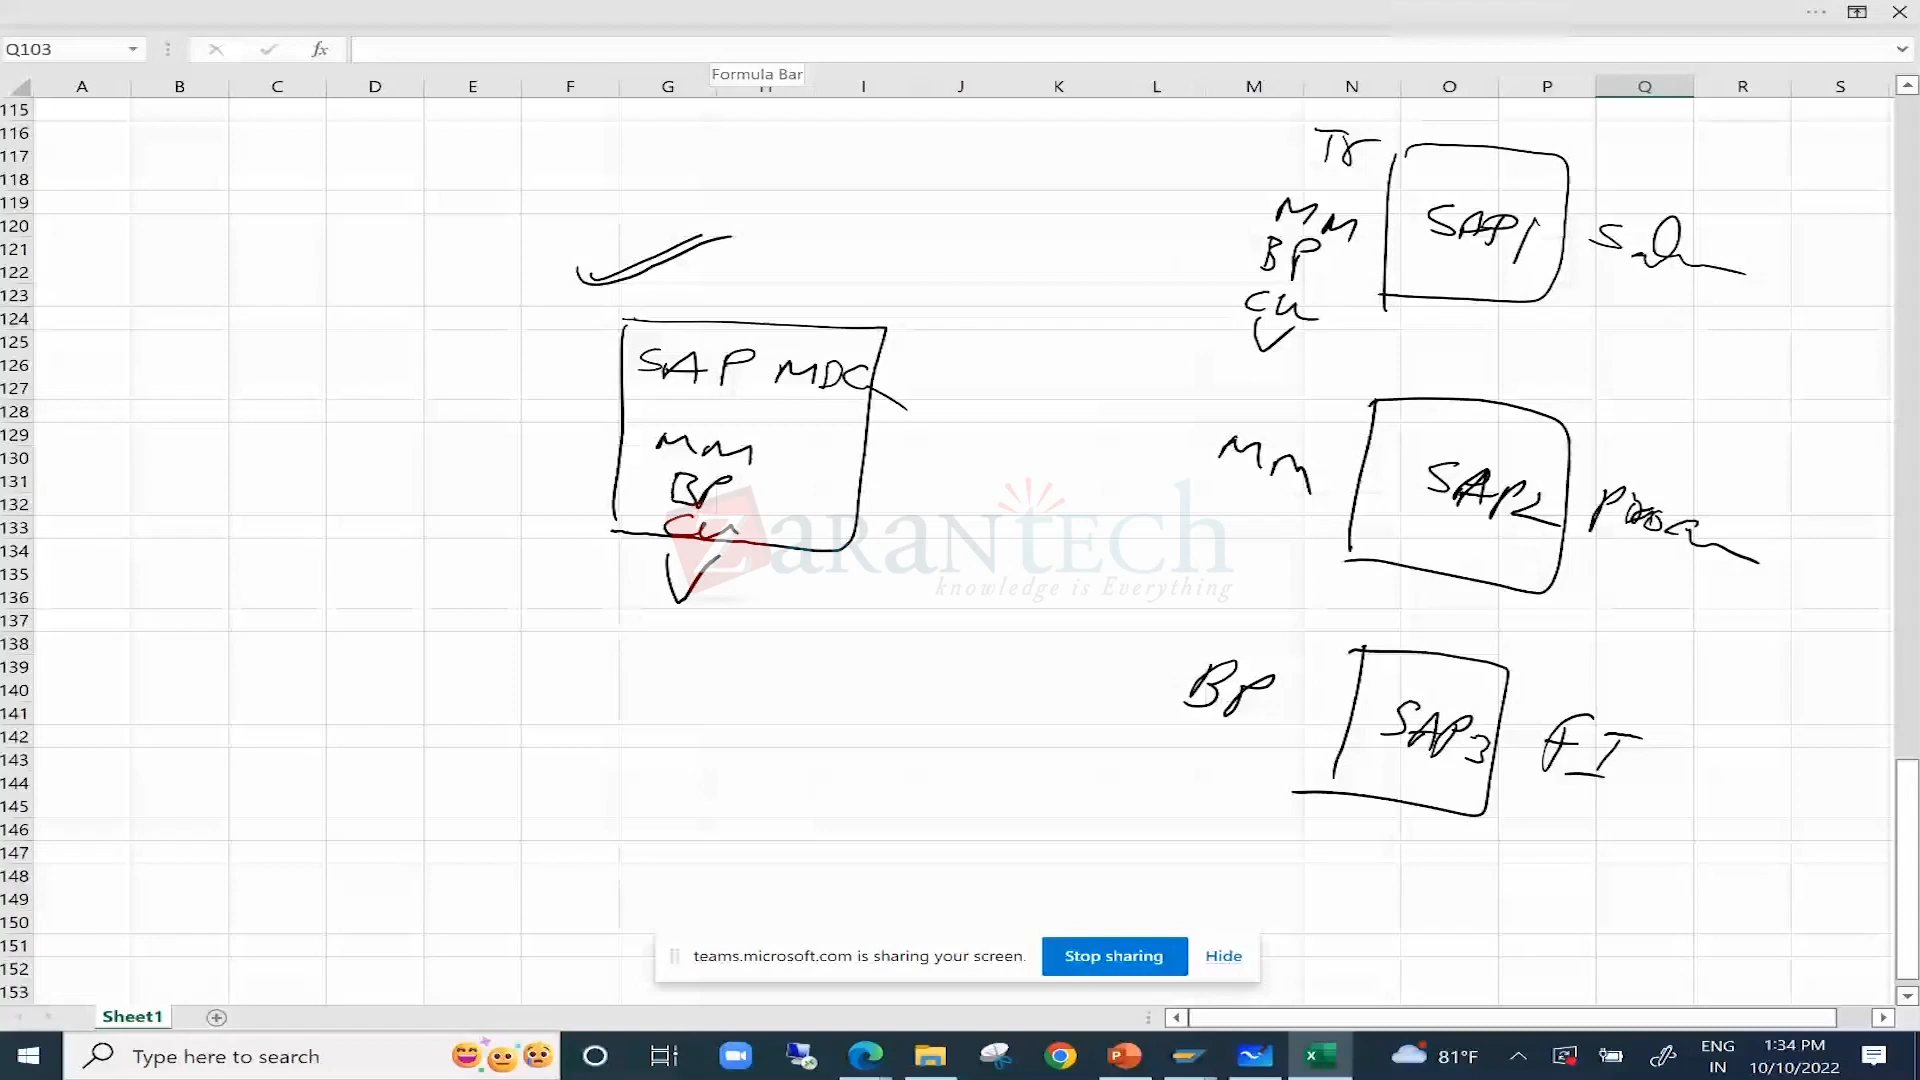 Q103
fx
Formula Bar
A B C D E F G H I J K L M N O P Q R S
115
116
117
118
119
120
121
122
123
124
125
126
127
128
129
130
131
132
133
134
135
136
137
138
139
140
141
142
143
144
145
146
147
148
149
150
151
152
153
Tr
MM
BP
CU
SAP1
SAP MDG
MM
BP
CU
MM
SAP2
BP
SAP3
FI
ZARANTECH
knowledge is Everything
teams.microsoft.com is sharing your screen.
Stop sharing
Hide
Sheet1
Type here to search
81°F
ENG
IN
1:34 PM
10/10/2022